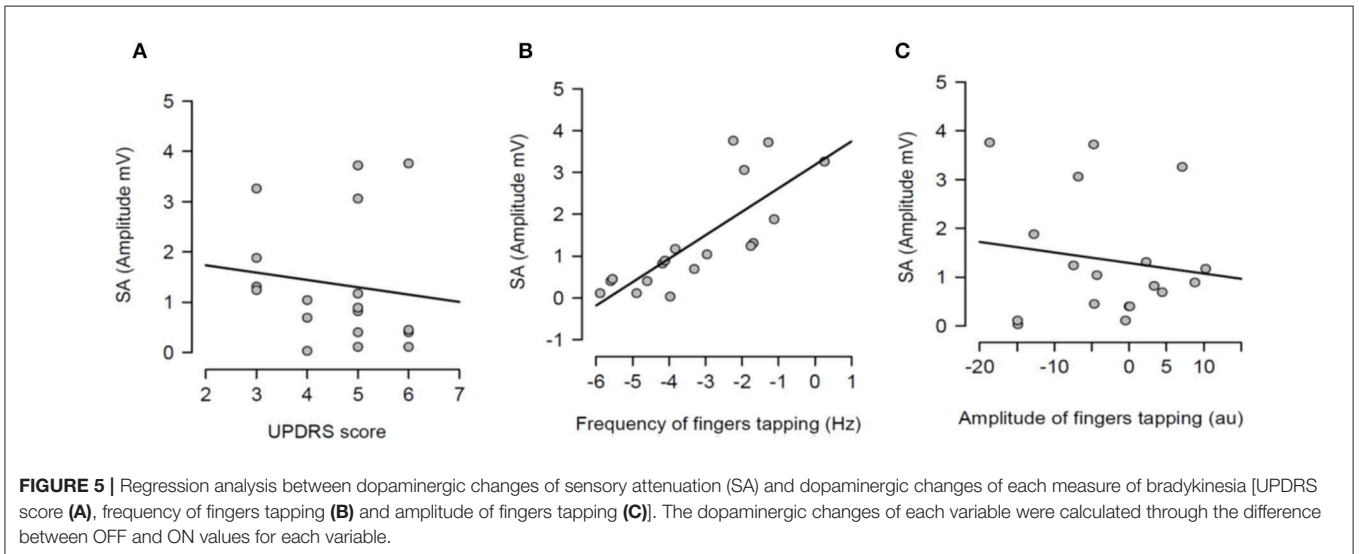 A
B
C
SA (Amplitude mV)
5
4
3
2
1
0
2 3 4 5 6 7
UPDRS score
SA (Amplitude mV)
5
4
3
2
1
0
-1
-6 -5 -4 -3 -2 -1 0 1
Frequency of fingers tapping (Hz)
SA (Amplitude mV)
5
4
3
2
1
0
-20 -10 0 5 10
Amplitude of fingers tapping (au)
FIGURE 5 | Regression analysis between dopaminergic changes of sensory attenuation (SA) and dopaminergic changes of each measure of bradykinesia [UPDRS
score (A), frequency of fingers tapping (B) and amplitude of fingers tapping (C)]. The dopaminergic changes of each variable were calculated through the difference
between OFF and ON values for each variable.